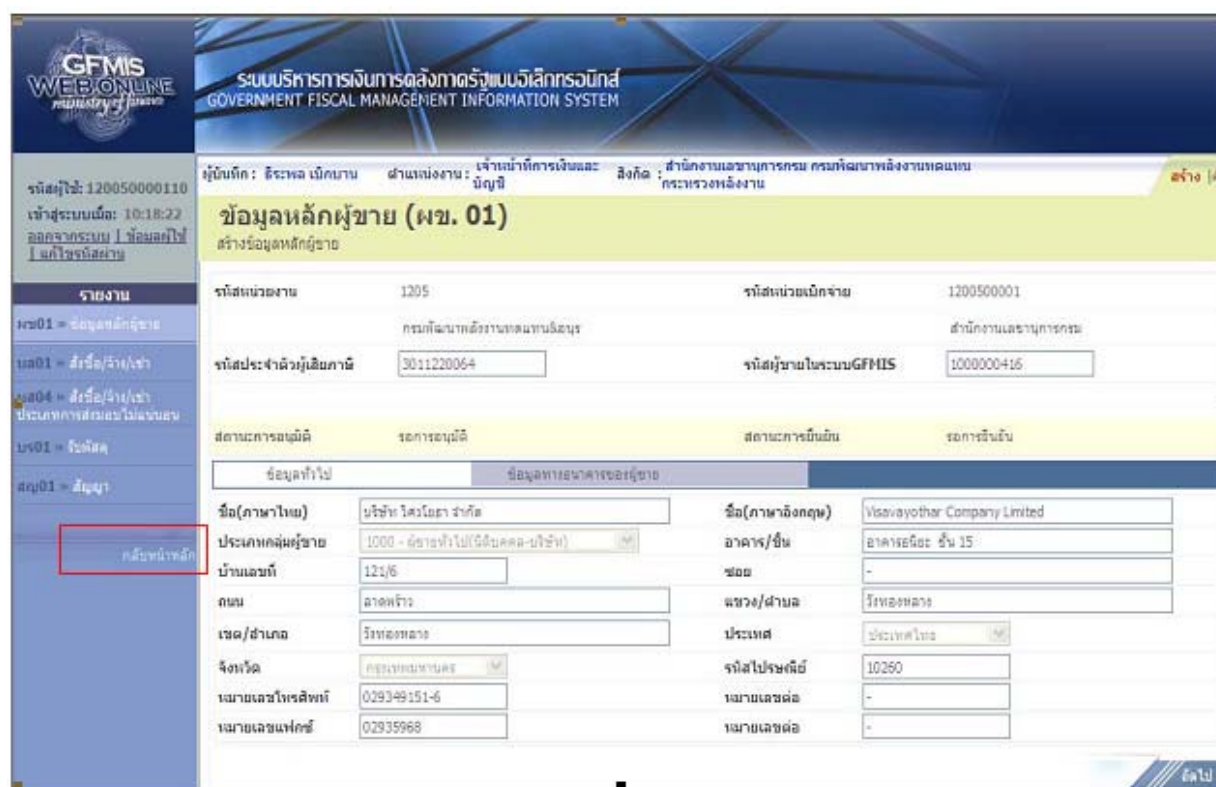 GFMIS
WEB ONLINE
ministry of finance
ระบบบริหารการเงินการคลังภาครัฐแบบอิเล็กทรอนิกส์
GOVERNMENT FISCAL MANAGEMENT INFORMATION SYSTEM
รหัสผู้ใช้: 120050000110
เข้าสู่ระบบเมื่อ: 10:18:22
ออกจากระบบ | ข้อมูลผู้ใช้
| แก้ไขรหัสผ่าน
ผู้บันทึก : ธีระพล เบิกบาน ตำแหน่งงาน : เจ้าหน้าที่การเงินและบัญชี สังกัด : สำนักงานเลขานุการกรม กรมพัฒนาพลังงานทดแทน กระทรวงพลังงาน
สร้าง |
ข้อมูลหลักผู้ขาย (ผข. 01)
สร้างข้อมูลหลักผู้ขาย
รายงาน
ผข01 » ข้อมูลหลักผู้ขาย
บส01 » สั่งซื้อ/จ้าง/เช่า
บส04 » สั่งซื้อ/จ้าง/เช่า
ประเภทการส่งมอบไม่แน่นอน
บร01 » รับพัสดุ
สญ01 » สัญญา
กลับหน้าหลัก
รหัสหน่วยงาน 1205 รหัสหน่วยเบิกจ่าย 1200500001
กรมพัฒนาพลังงานทดแทนฯ สำนักงานเลขานุการกรม
รหัสประจำตัวผู้เสียภาษี 3011220064 รหัสผู้ขายในระบบGFMIS 1000000416
สถานะการอนุมัติ รอการอนุมัติ สถานะการยืนยัน รอการยืนยัน
ข้อมูลทั่วไป ข้อมูลทางธนาคารของผู้ขาย
ชื่อ(ภาษาไทย) บริษัท วิศวโยธา จำกัด ชื่อ(ภาษาอังกฤษ) Visavayothar Company Limited
ประเภทกลุ่มผู้ขาย 1000 - ผู้ขายทั่วไป(นิติบุคคล-บริษัท) อาคาร/ชั้น อาคาร ชั้น 15
บ้านเลขที่ 121/6 ซอย -
ถนน ลาดพร้าว แขวง/ตำบล วังทองหลาง
เขต/อำเภอ วังทองหลาง ประเทศ ประเทศไทย
จังหวัด กรุงเทพมหานคร รหัสไปรษณีย์ 10260
หมายเลขโทรศัพท์ 029349151-6 หมายเลขต่อ -
หมายเลขแฟกซ์ 02935968 หมายเลขต่อ -
ถัดไป